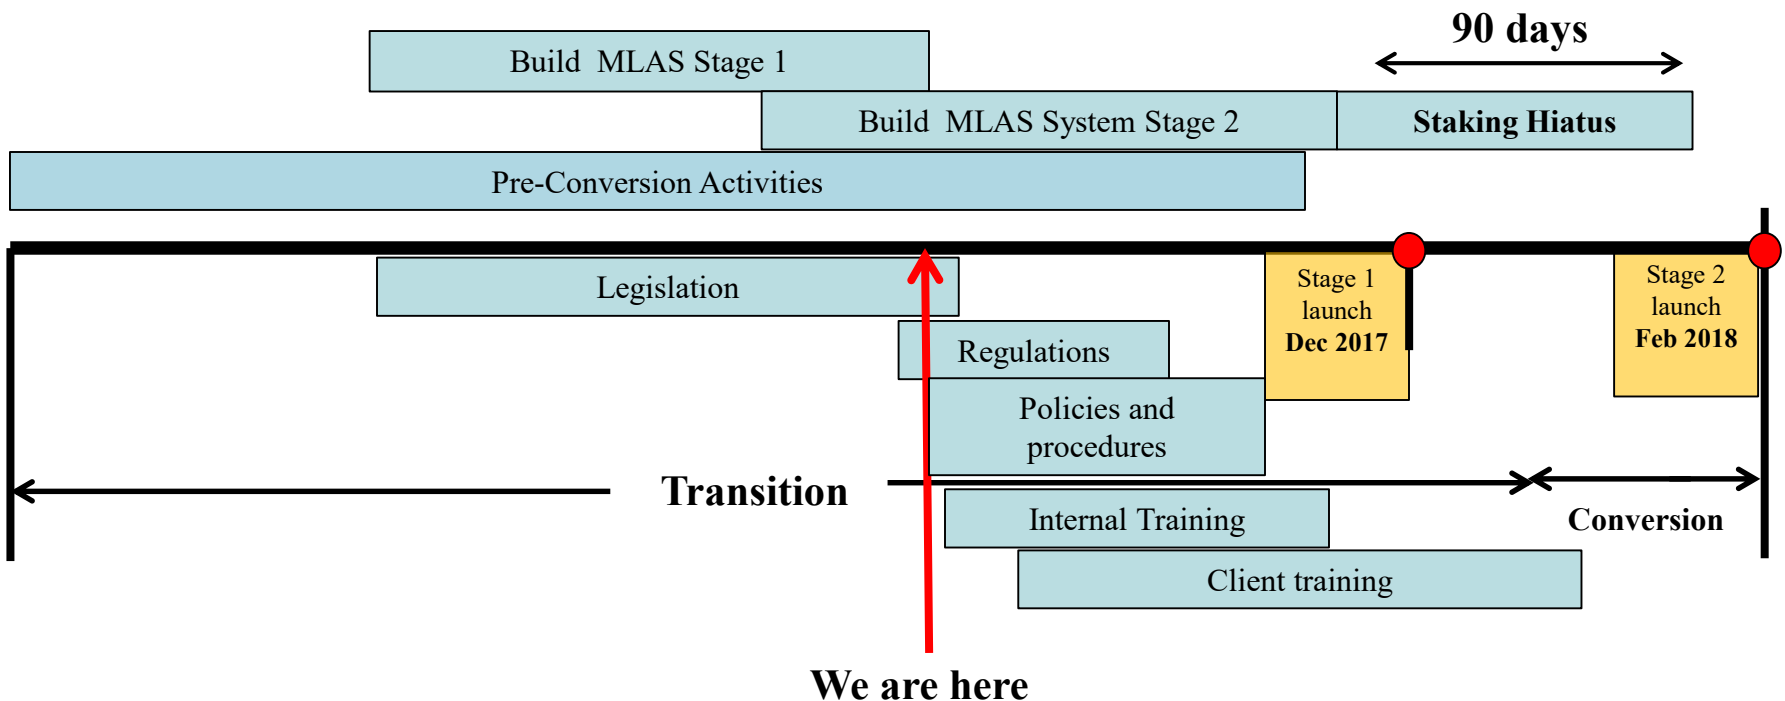 90 days
Build MLAS Stage 1
Build MLAS System Stage 2
Staking Hiatus
Pre-Conversion Activities
Legislation
Stage 1
launch
Dec 2017
Stage 2
launch
Feb 2018
Regulations
Policies and
procedures
Transition
Internal Training
Conversion
Client training
We are here